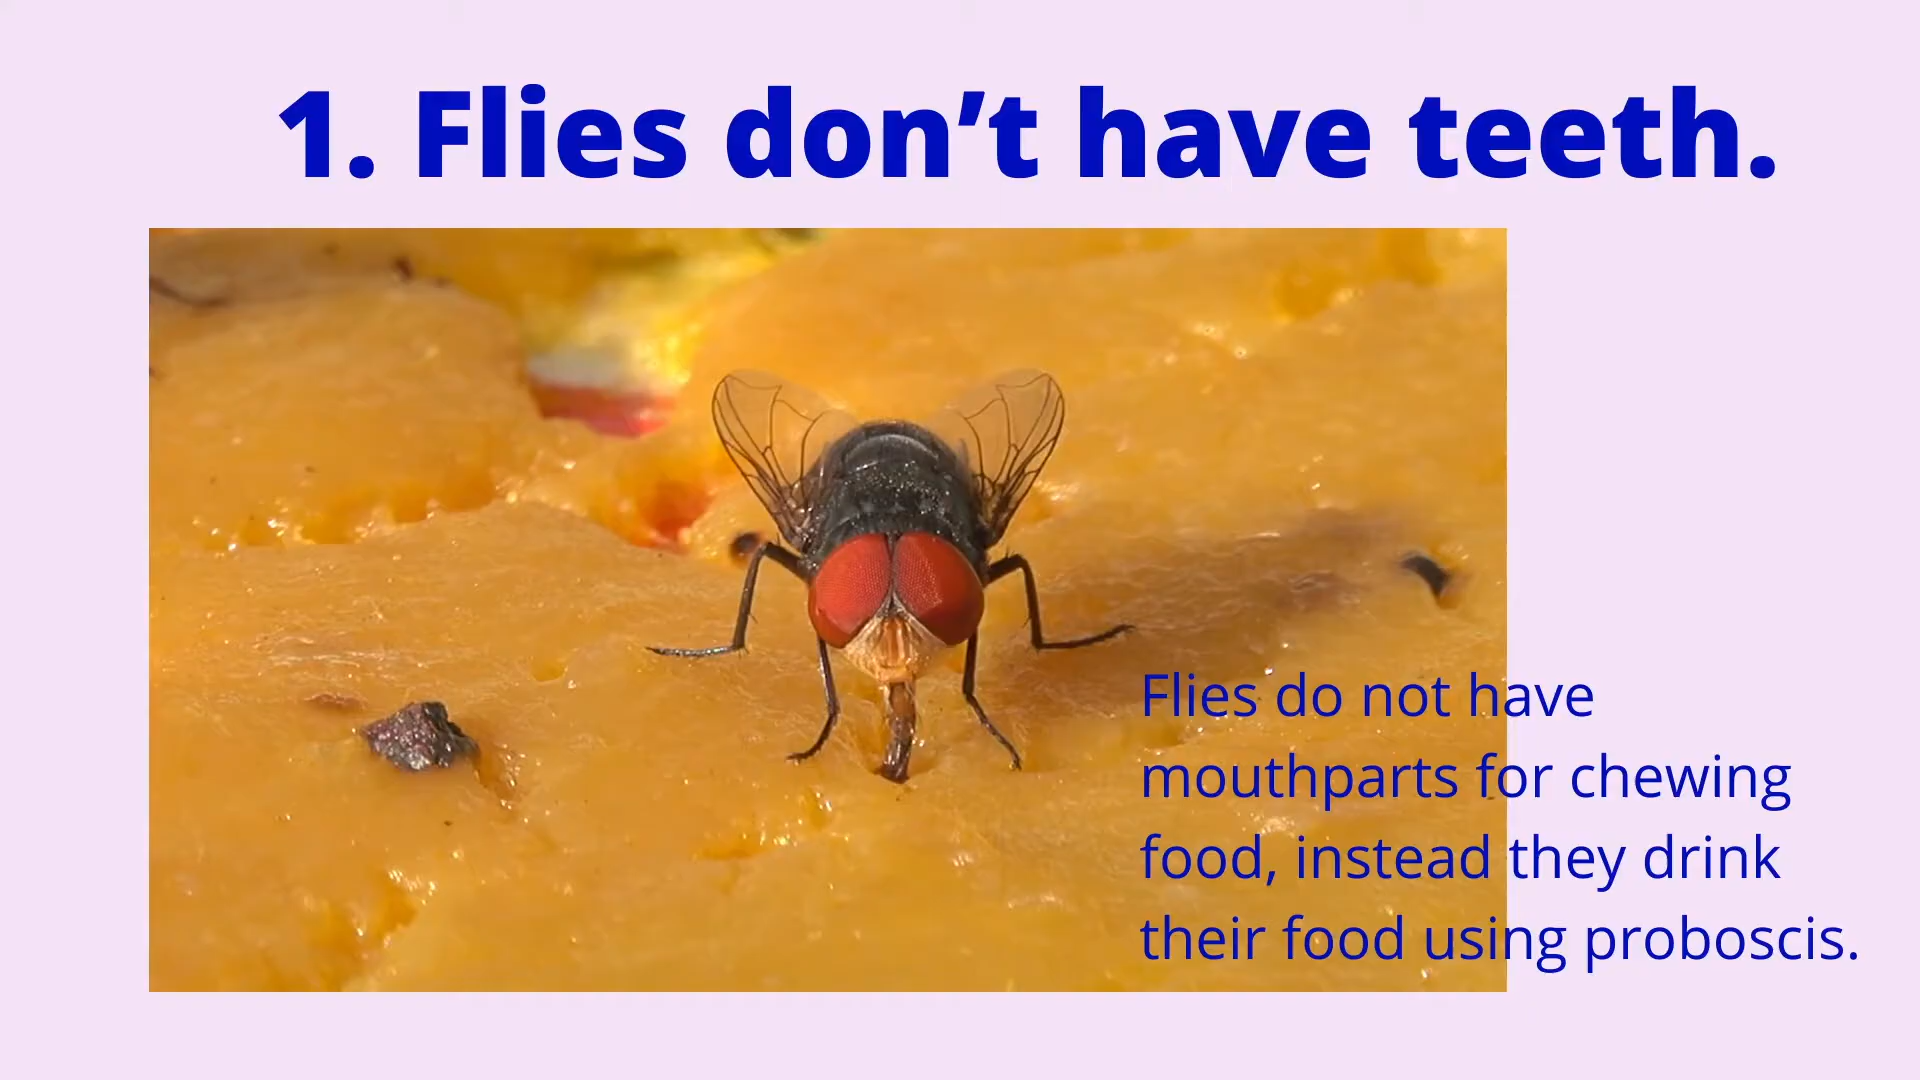 1. Flies don’t have teeth.
Flies do not have
mouthparts for chewing
food, instead they drink
their food using proboscis.